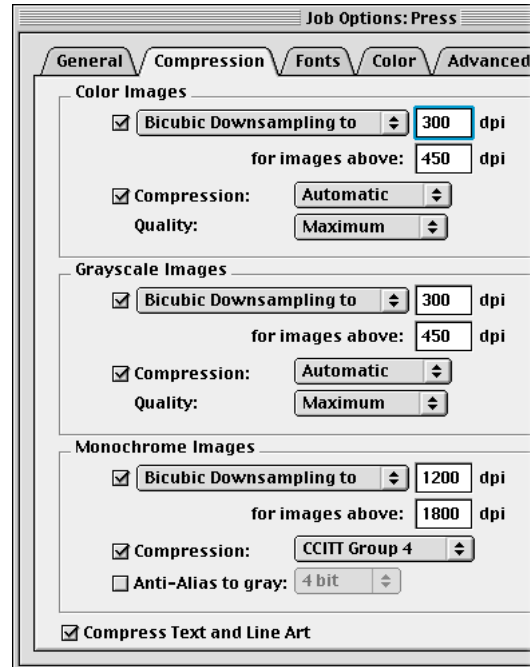 Job Options: Press
General Compression Fonts Color Advanced
Color Images
Bicubic Downsampling to 300 dpi
for images above: 450 dpi
Compression: Automatic
Quality: Maximum
Grayscale Images
Bicubic Downsampling to 300 dpi
for images above: 450 dpi
Compression: Automatic
Quality: Maximum
Monochrome Images
Bicubic Downsampling to 1200 dpi
for images above: 1800 dpi
Compression: CCITT Group 4
Anti-Alias to gray: 4 bit
Compress Text and Line Art